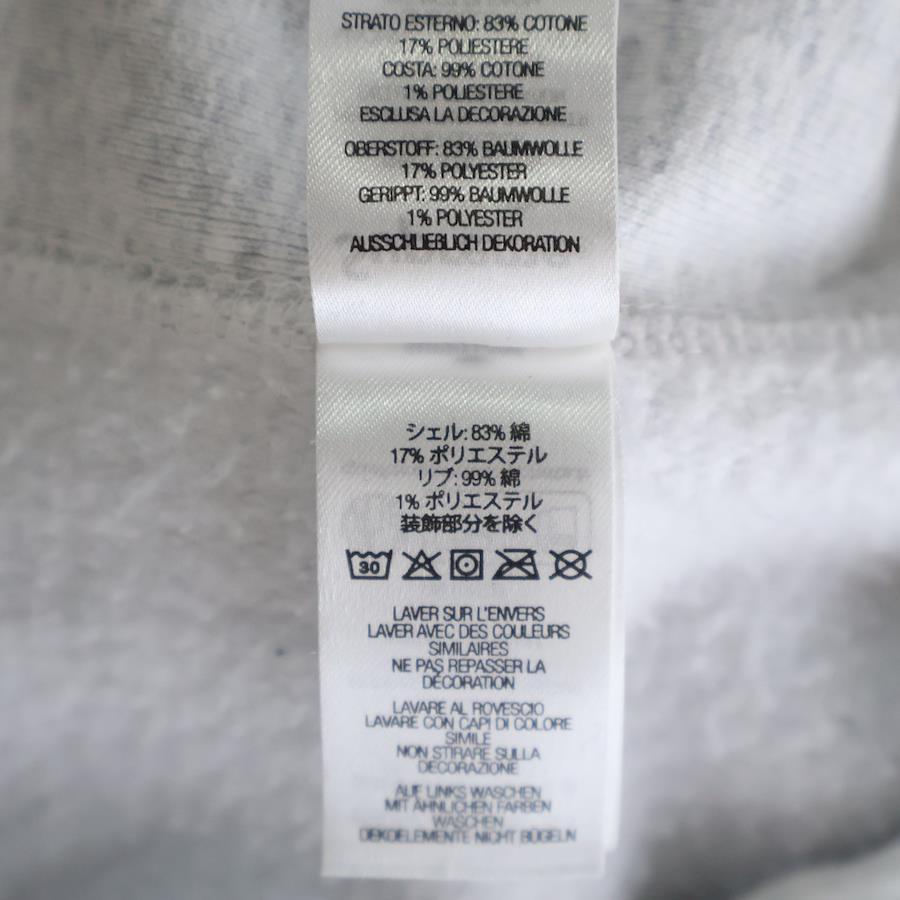 STRATO ESTERNO: 83% COTONE
17% POLIESTERE
COSTA: 99% COTONE
1% POLIESTERE
ESCLUSA LA DECORAZIONE
OBERSTOFF: 83% BAUMWOLLE
17% POLYESTER
GERIPPT: 99% BAUMWOLLE
1% POLYESTER
AUSSCHLIEBLICH DEKORATION
シェル: 83% 綿
17% ポリエステル
リブ: 99% 綿
1% ポリエステル
装飾部分を除く
30
LAVER SUR L'ENVERS
LAVER AVEC DES COULEURS
SIMILAIRES
NE PAS REPASSER LA
DÉCORATION
LAVARE AL ROVESCIO
LAVARE CON CAPI DI COLORE
SIMILE
NON STIRARE SULLA
DECORAZIONE
AUF LINKS WASCHEN
MIT ÄHNLICHEN FARBEN
WASCHEN
DEKOELEMENTE NICHT BÜGELN